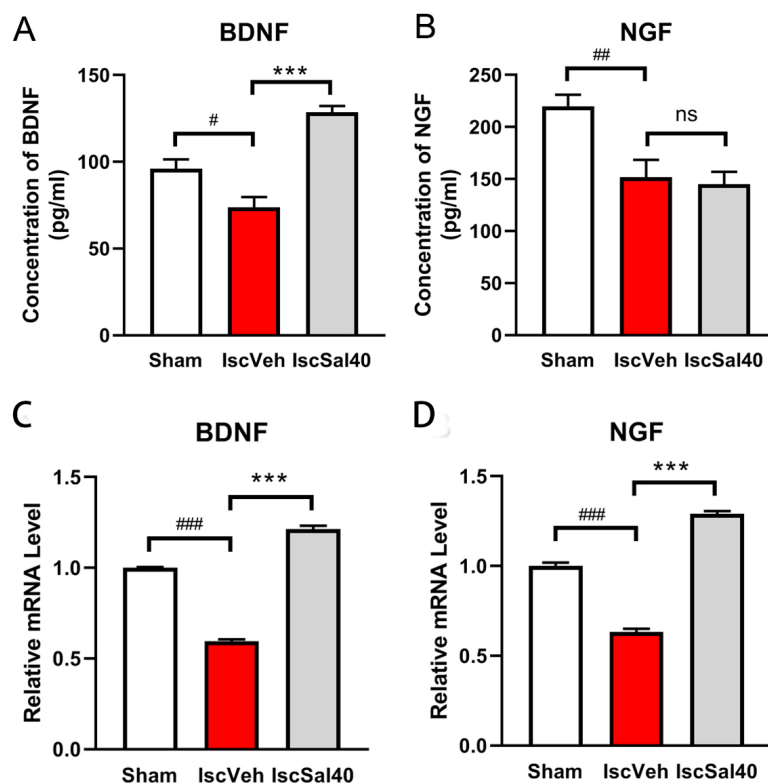 A
BDNF
Concentration of BDNF
(pg/ml)
150
100
50
0
#
***
Sham IscVeh IscSal40
B
NGF
Concentration of NGF
(pg/ml)
250
200
150
100
50
0
##
ns
Sham IscVeh IscSal40
C
BDNF
Relative mRNA Level
1.5
1.0
0.5
0.0
###
***
Sham IscVeh IscSal40
D
NGF
Relative mRNA Level
1.5
1.0
0.5
0.0
###
***
Sham IscVeh IscSal40